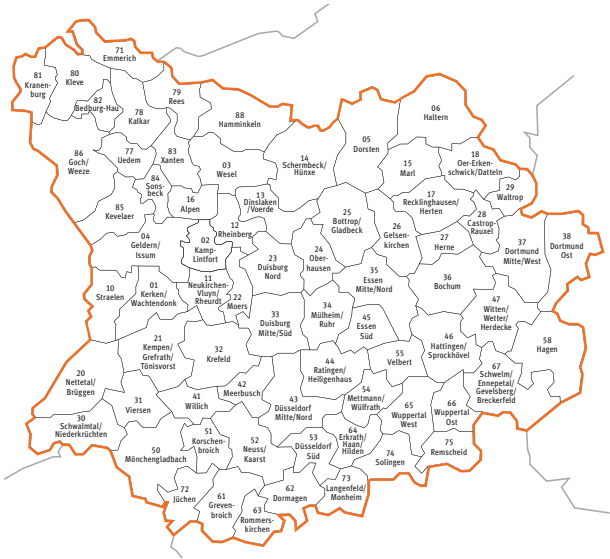 71
Emmerich
81
Kranen-
burg
80
Kleve
82
Bedburg-Hau
79
Rees
78
Kalkar
88
Hamminkeln
06
Haltern
05
Dorsten
86
Goch/
Weeze
77
Uedem
83
Xanten
03
Wesel
14
Schermbeck/
Hünxe
15
Marl
18
Oer-Erken-
schwick/Datteln
84
Sons-
beck
29
Waltrop
16
Alpen
13
Dinslaken
/Voerde
17
Recklinghausen/
Herten
85
Kevelaer
25
Bottrop/
Gladbeck
28
Castrop-
Rauxel
12
Rheinberg
26
Gelsen-
kirchen
04
Geldern/
Issum
02
Kamp-
Lintfort
27
Herne
37
Dortmund
Mitte/West
38
Dortmund
Ost
24
Ober-
hausen
23
Duisburg
Nord
35
Essen
Mitte/Nord
36
Bochum
10
Straelen
01
Kerken/
Wachtendonk
11
Neukirchen-
Vluyn/
Rheurdt
22
Moers
47
Witten/
Wetter/
Herdecke
33
Duisburg
Mitte/Süd
34
Mülheim/
Ruhr
45
Essen
Süd
21
Kempen/
Grefrath/
Tönisvorst
32
Krefeld
46
Hattingen/
Sprockhövel
58
Hagen
55
Velbert
44
Ratingen/
Heiligenhaus
67
Schwelm/
Ennepetal/
Gevelsberg/
Breckerfeld
20
Nettetal/
Brüggen
42
Meerbusch
54
Mettmann/
Wülfrath
41
Willich
31
Viersen
43
Düsseldorf
Mitte/Nord
65
Wuppertal
West
66
Wuppertal
Ost
30
Schwalmtal/
Niederkrüchten
51
Korschen-
broich
64
Erkrath/
Haan/
Hilden
52
Neuss/
Kaarst
53
Düsseldorf
Süd
75
Remscheid
50
Mönchengladbach
74
Solingen
73
Langenfeld/
Monheim
72
Jüchen
62
Dormagen
61
Greven-
broich
63
Rommers-
kirchen